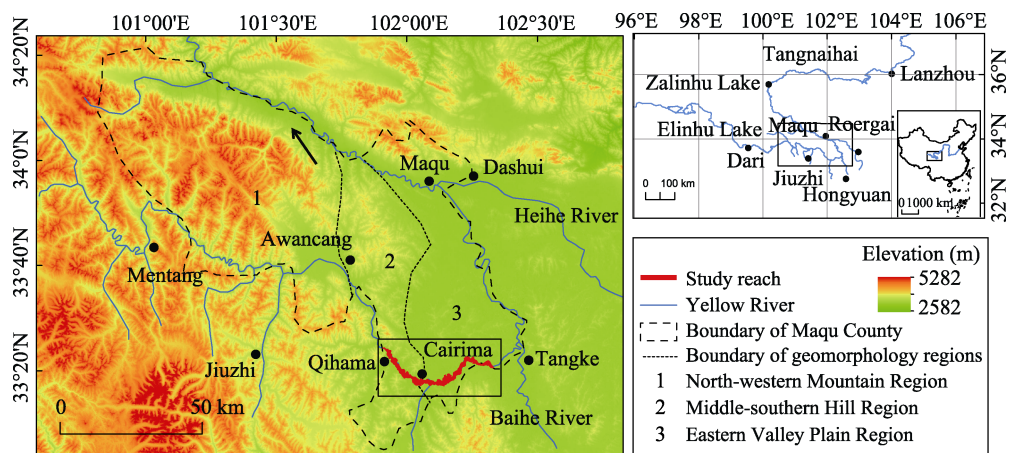 101°00'E 101°30'E 102°00'E 102°30'E
34°20'N
34°0'N
33°40'N
33°20'N
Maqu
Dashui
1
Heihe River
Awancang
2
Mentang
3
Cairima
Qihama
Tangke
Jiuzhi
0 50 km
Baihe River
96°E 98°E 100°E 102°E 104°E 106°E
36°N
34°N
32°N
Tangnaihai
Lanzhou
Zalinhu Lake
Elinhu Lake
Maqu Roergai
Dari
Jiuzhi
Hongyuan
0 100 km
0 1000 km
Elevation (m)
5282
2582
Study reach
Yellow River
Boundary of Maqu County
Boundary of geomorphology regions
1 North-western Mountain Region
2 Middle-southern Hill Region
3 Eastern Valley Plain Region